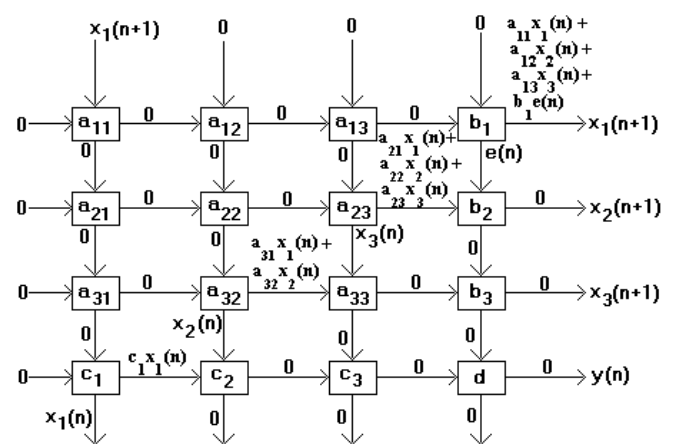 x1(n+1) 0 0 0 a11x1(n)+
a12x2(n)+
a13x3(n)+
b1e(n)
0 a11 0 a12 0 a13 0 b1 x1(n+1)
0 0 0 a21x1(n)+ e(n)
a22x2(n)+
a23x3(n)
0 a21 0 a22 0 a23 b2 0 x2(n+1)
0 0 x3(n) 0
a31x1(n)+
a32x2(n)
0 a31 0 a32 a33 0 b3 0 x3(n+1)
0 x2(n) 0 0
c1x1(n)
0 c1 c2 0 c3 0 d 0 y(n)
x1(n) 0 0 0